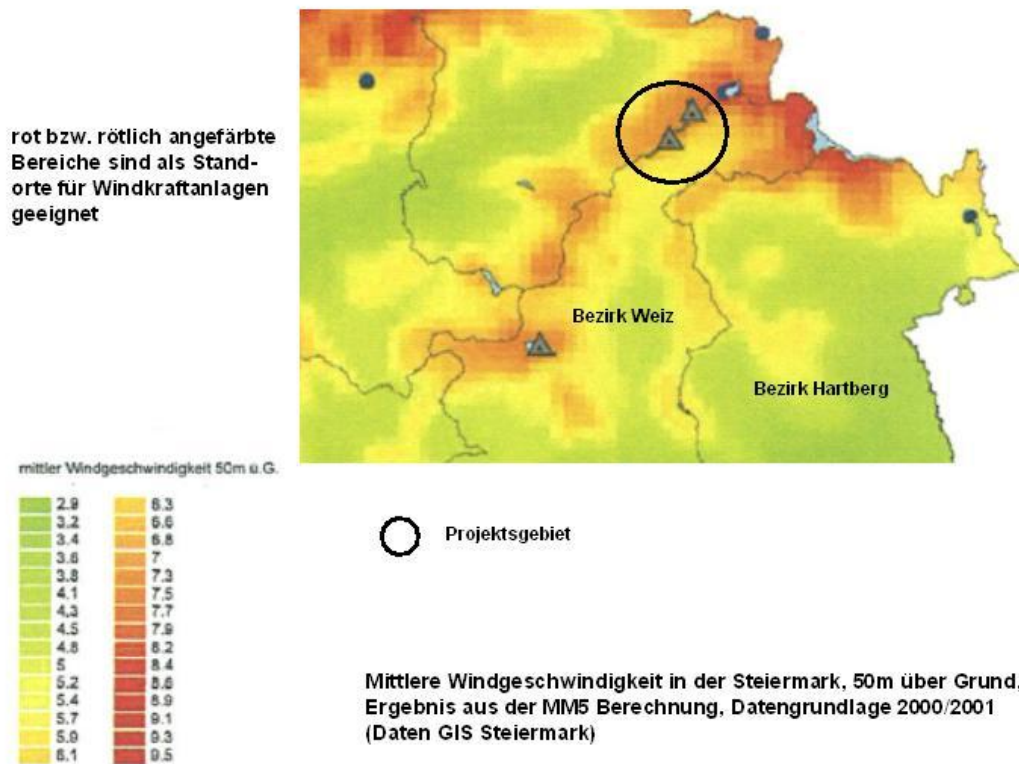 rot bzw. rötlich angefärbte
Bereiche sind als Stand-
orte für Windkraftanlagen
geeignet
Bezirk Weiz
Bezirk Hartberg
mittler Windgeschwindigkeit 50m ü.G.
2.9
3.2
3.4
3.6
3.8
4.1
4.3
4.5
4.8
5
5.2
5.4
5.7
5.9
6.1
6.3
6.6
6.8
7
7.3
7.5
7.7
7.9
8.2
8.4
8.6
8.9
9.1
9.3
9.5
Projektsgebiet
Mittlere Windgeschwindigkeit in der Steiermark, 50m über Grund,
Ergebnis aus der MM5 Berechnung, Datengrundlage 2000/2001
(Daten GIS Steiermark)